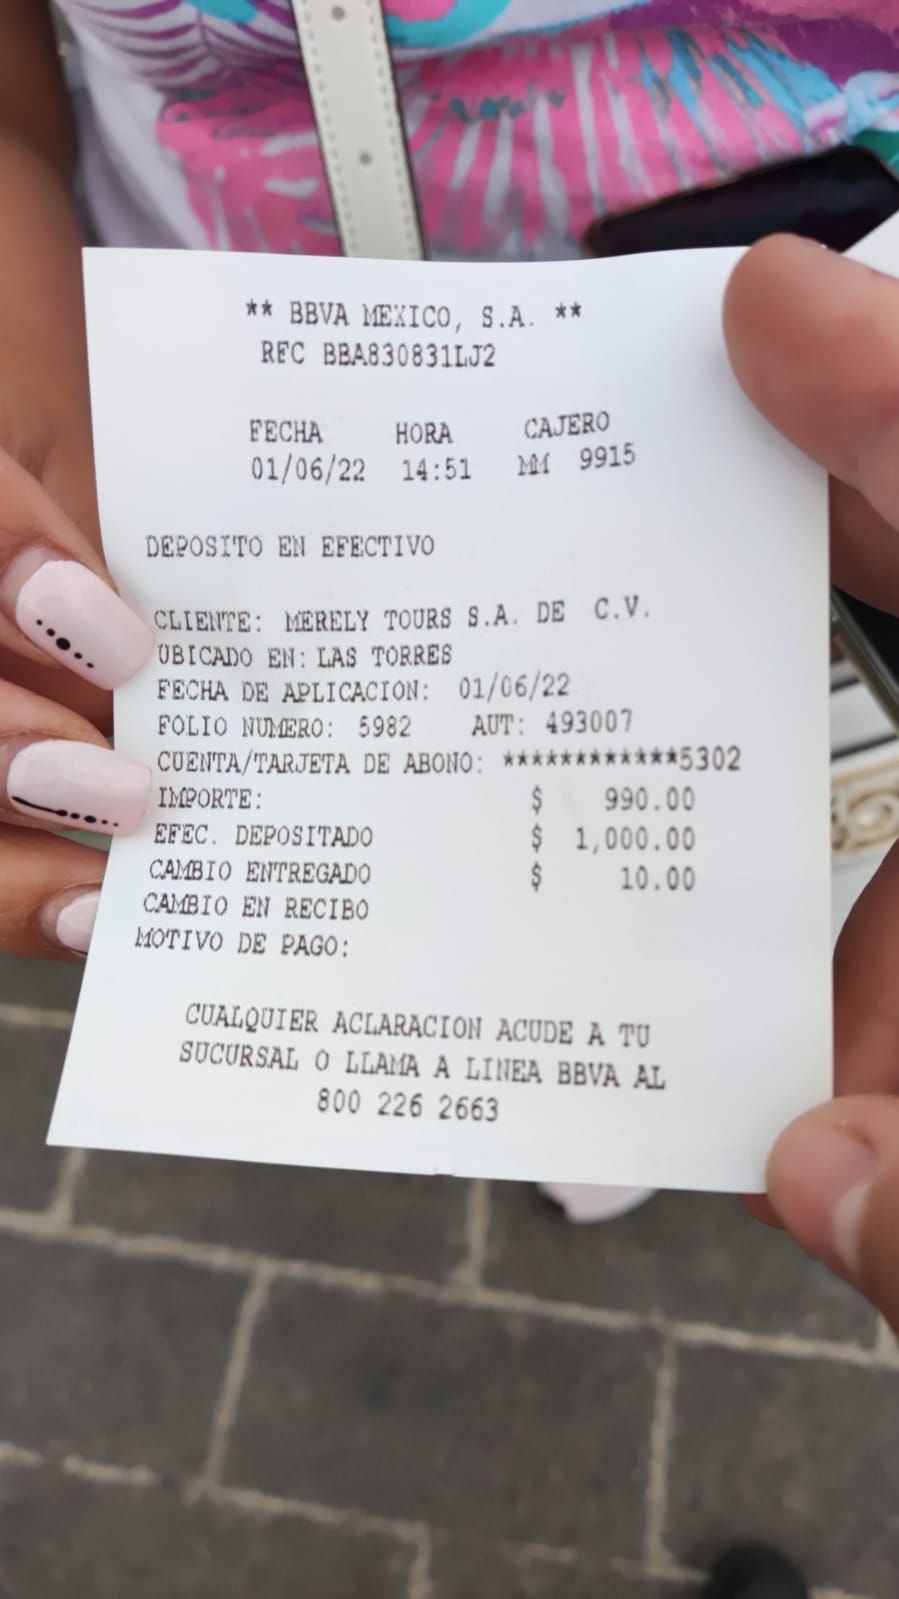 ** BBVA MEXICO, S.A. **
RFC BBA830831LJ2
FECHA HORA CAJERO
01/06/22 14:51 MM 9915
DEPOSITO EN EFECTIVO
CLIENTE: MERELY TOURS S.A. DE C.V.
UBICADO EN: LAS TORRES
FECHA DE APLICACION: 01/06/22
FOLIO NUMERO: 5982 AUT: 493007
CUENTA/TARJETA DE ABONO: ************5302
IMPORTE: $ 990.00
EFEC. DEPOSITADO $ 1,000.00
CAMBIO ENTREGADO $ 10.00
CAMBIO EN RECIBO
MOTIVO DE PAGO:
CUALQUIER ACLARACION ACUDE A TU
SUCURSAL O LLAMA A LINEA BBVA AL
800 226 2663